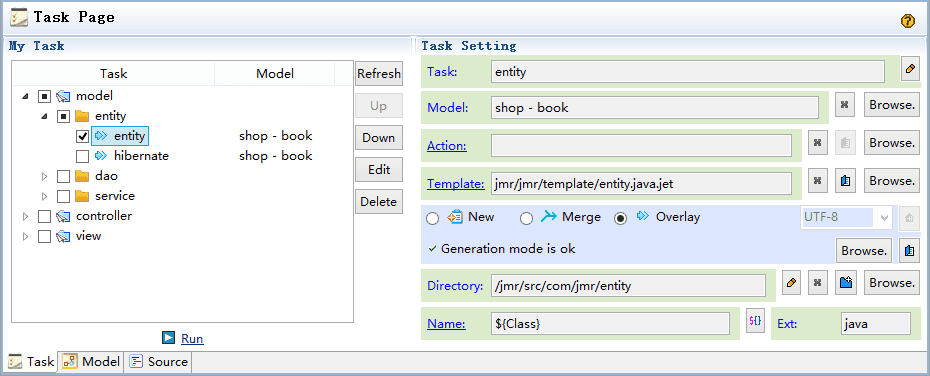 Task Page
My Task
Task Model
Refresh
Up
Down
Edit
Delete
model
entity
entity shop - book
hibernate shop - book
dao
service
controller
view
Run
Task Setting
Task: entity
Model: shop - book Browse.
Action: Browse.
Template: jmr/jmr/template/entity.java.jet Browse.
New Merge Overlay UTF-8
Generation mode is ok Browse.
Directory: /jmr/src/com/jmr/entity Browse.
Name: ${Class} ${} Ext: java
Task Model Source